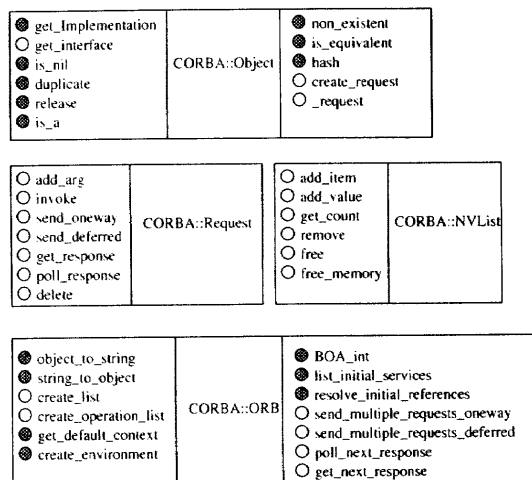 get_Implementation
get_interface
is_nil
duplicate
release
is_a
CORBA::Object
non_existent
is_equivalent
hash
create_request
_request
add_arg
invoke
send_oneway
send_deferred
get_response
poll_response
delete
CORBA::Request
add_item
add_value
get_count
remove
free
free_memory
CORBA::NVList
object_to_string
string_to_object
create_list
create_operation_list
get_default_context
create_environment
CORBA::ORB
BOA_int
list_initial_services
resolve_initial_references
send_multiple_requests_oneway
send_multiple_requests_deferred
poll_next_response
get_next_response